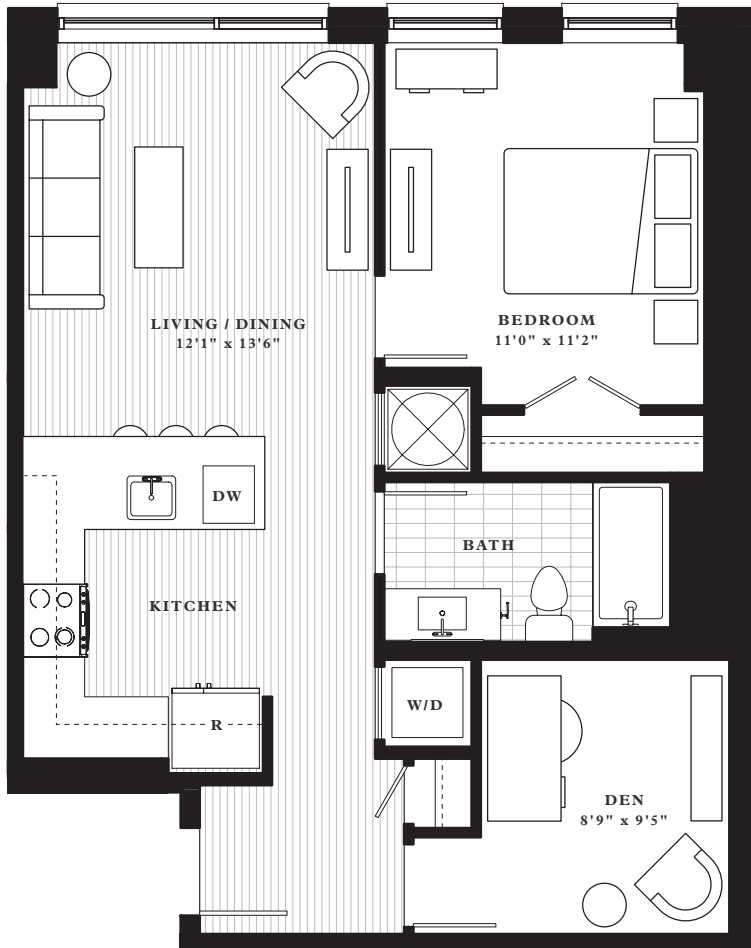 LIVING / DINING
12'1" x 13'6"
BEDROOM
11'0" x 11'2"
DW
BATH
KITCHEN
R
W/D
DEN
8'9" x 9'5"